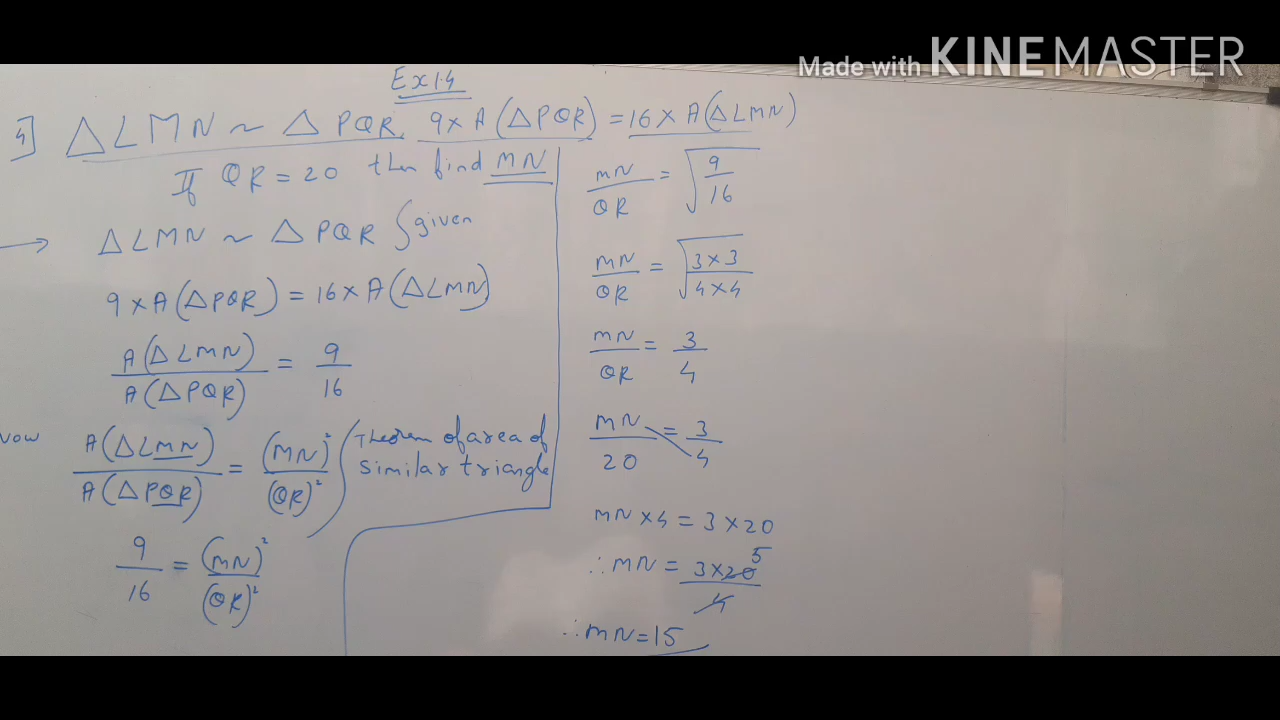 Made with KINEMASTER
Ex 1.4
4] △LMN ~ △PQR, 9×A(△PQR) = 16×A(△LMN)
If QR = 20 then find MN
→ △LMN ~ △PQR { given
9×A(△PQR) = 16×A(△LMN)
A(△LMN)/A(△PQR) = 9/16
Now A(△LMN)/A(△PQR) = (MN)²/(QR)² ( Theorem of area of
similar triangle
9/16 = (MN)²/(QR)²
MN/QR = √(9/16)
MN/QR = √(3×3/4×4)
MN/QR = 3/4
MN/20 = 3/4
MN×4 = 3×20
∴ MN = 3×20/4 5
∴ MN = 15